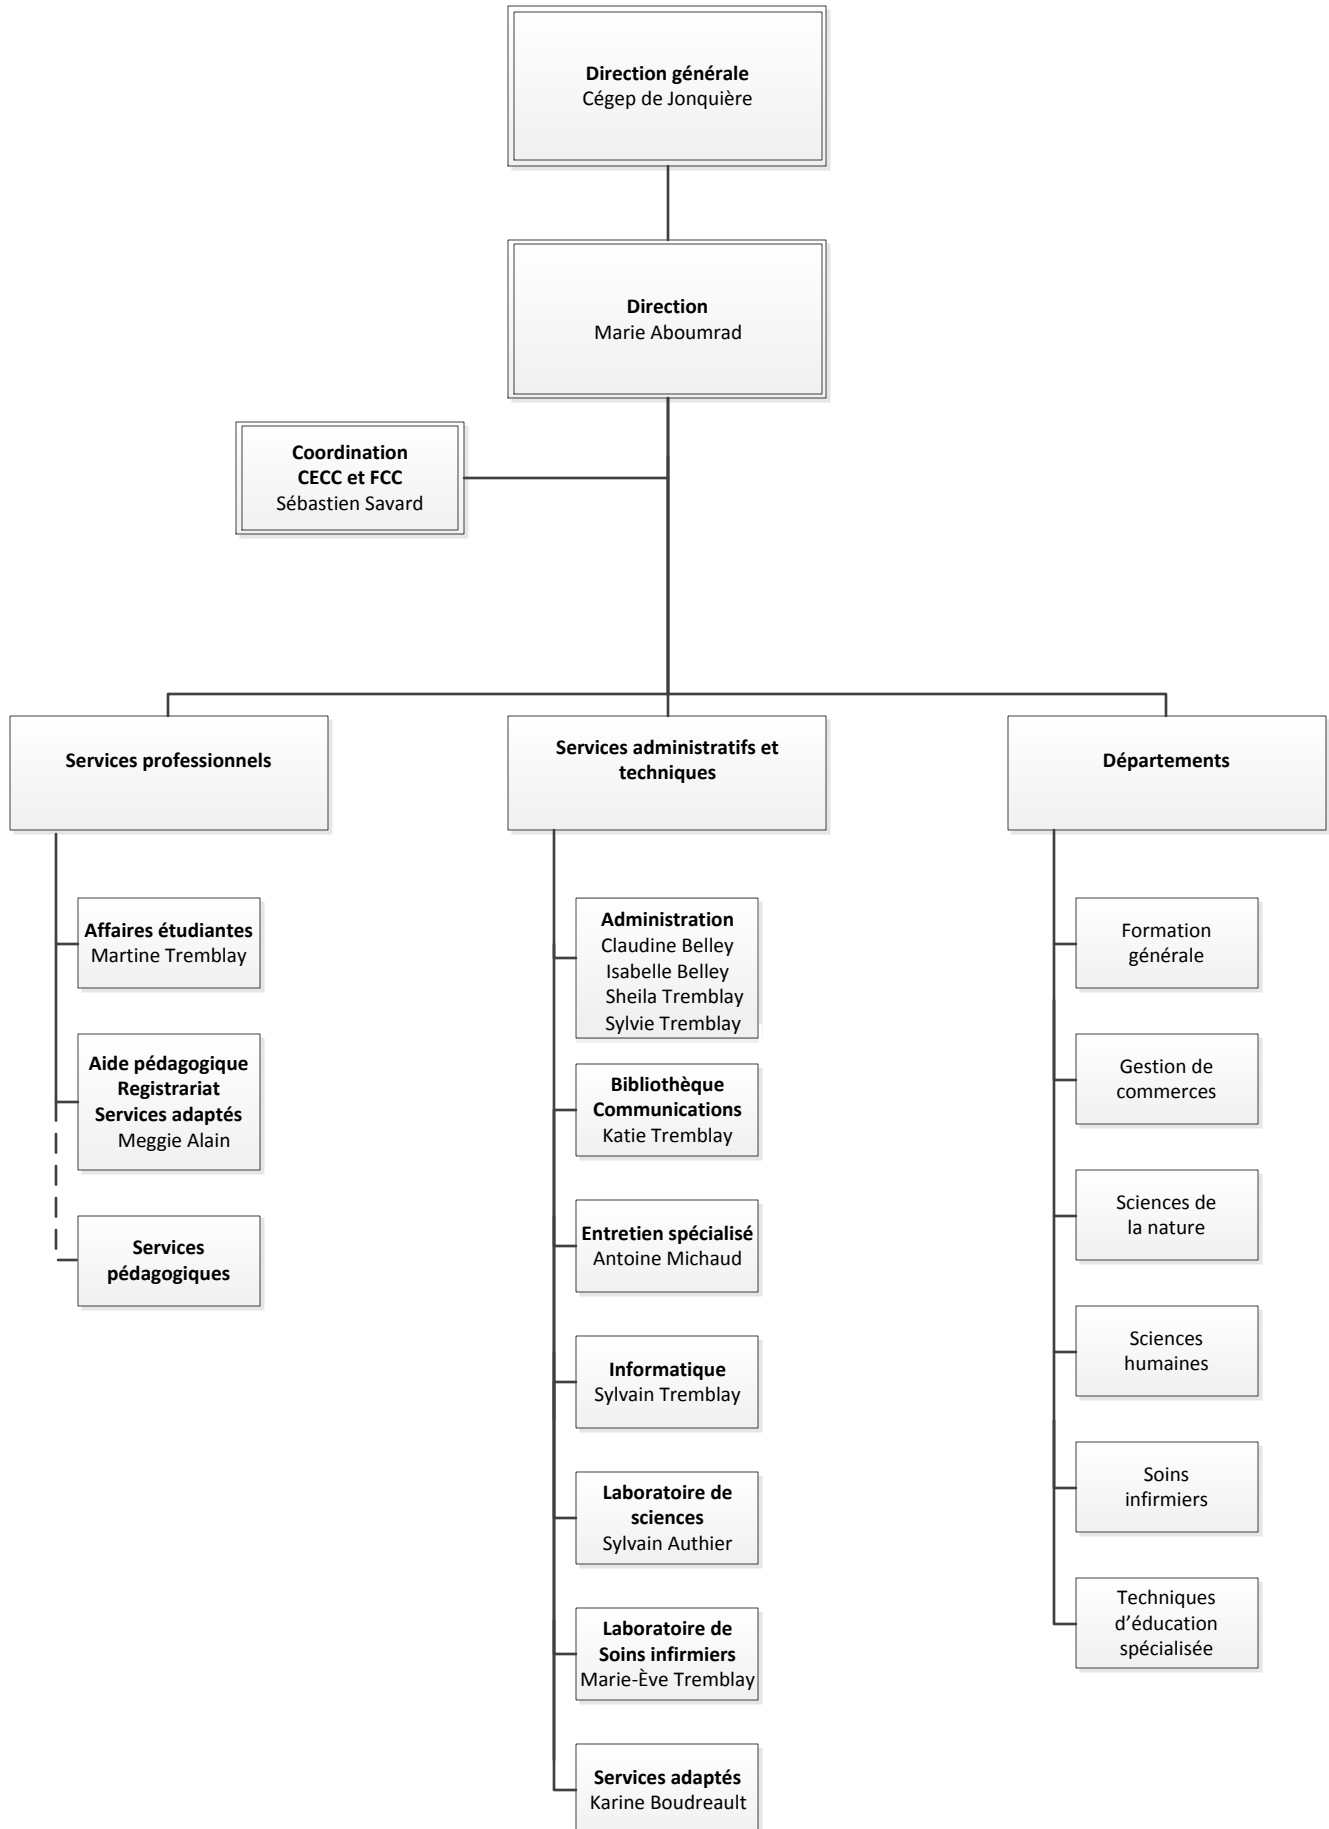 Direction générale
Cégep de Jonquière
Direction
Marie Aboumrad
Coordination
CECC et FCC
Sébastien Savard
Services professionnels
Affaires étudiantes
Martine Tremblay
Aide pédagogique
Registrariat
Services adaptés
Meggie Alain
Services
pédagogiques
Services administratifs et
techniques
Administration
Claudine Belley
Isabelle Belley
Sheila Tremblay
Sylvie Tremblay
Bibliothèque
Communications
Katie Tremblay
Entretien spécialisé
Antoine Michaud
Informatique
Sylvain Tremblay
Laboratoire de
sciences
Sylvain Authier
Laboratoire de
Soins infirmiers
Marie-Ève Tremblay
Services adaptés
Karine Boudreault
Départements
Formation
générale
Gestion de
commerces
Sciences de
la nature
Sciences
humaines
Soins
infirmiers
Techniques
d’éducation
spécialisée